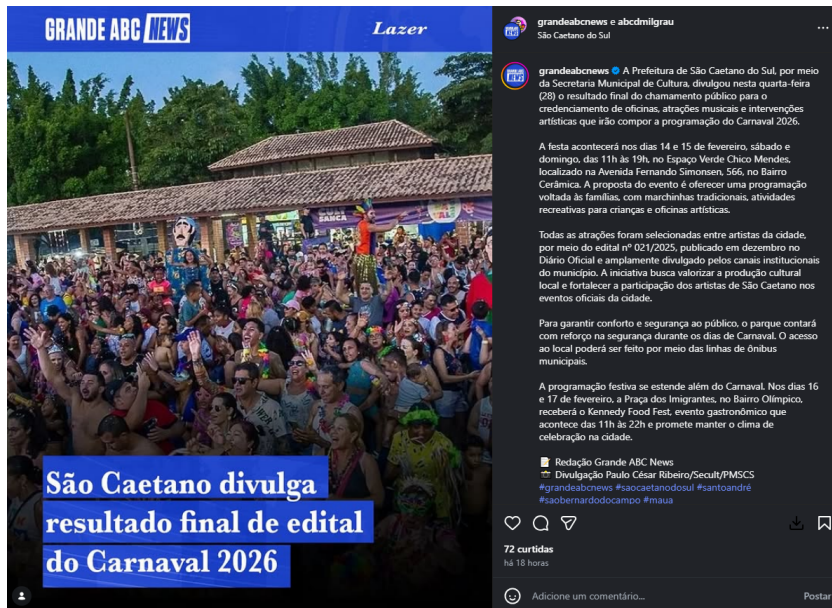 GRANDE ABC NEWS
Lazer
São Caetano divulga
resultado final de edital
do Carnaval 2026
grandeabcnews e abcdmilgrau
São Caetano do Sul
grandeabcnews A Prefeitura de São Caetano do Sul, por meio
da Secretaria Municipal de Cultura, divulgou nesta quarta-feira
(28) o resultado final do chamamento público para o
credenciamento de oficinas, atrações musicais e intervenções
artísticas que irão compor a programação do Carnaval 2026.
A festa acontecerá nos dias 14 e 15 de fevereiro, sábado e
domingo, das 11h às 19h, no Espaço Verde Chico Mendes,
localizado na Avenida Fernando Simonsen, 566, no Bairro
Cerâmica. A proposta do evento é oferecer uma programação
voltada às famílias, com marchinhas tradicionais, atividades
recreativas para crianças e oficinas artísticas.
Todas as atrações foram selecionadas entre artistas da cidade,
por meio do edital nº 021/2025, publicado em dezembro no
Diário Oficial e amplamente divulgado pelos canais institucionais
do município. A iniciativa busca valorizar a produção cultural
local e fortalecer a participação dos artistas de São Caetano nos
eventos oficiais da cidade.
Para garantir conforto e segurança ao público, o parque contará
com reforço na segurança durante os dias de Carnaval. O acesso
ao local poderá ser feito por meio das linhas de ônibus
municipais.
A programação festiva se estende além do Carnaval. Nos dias 16
e 17 de fevereiro, a Praça dos Imigrantes, no Bairro Olímpico,
receberá o Kennedy Food Fest, evento gastronômico que
acontece das 11h às 22h e promete manter o clima de
celebração na cidade.
Redação Grande ABC News
Divulgação Paulo César Ribeiro/Secult/PMSCS
#grandeabcnews #saocaetanodosul #santoandré
#saobernardodocampo #maua
72 curtidas
há 18 horas
Adicione um comentário...
Postar